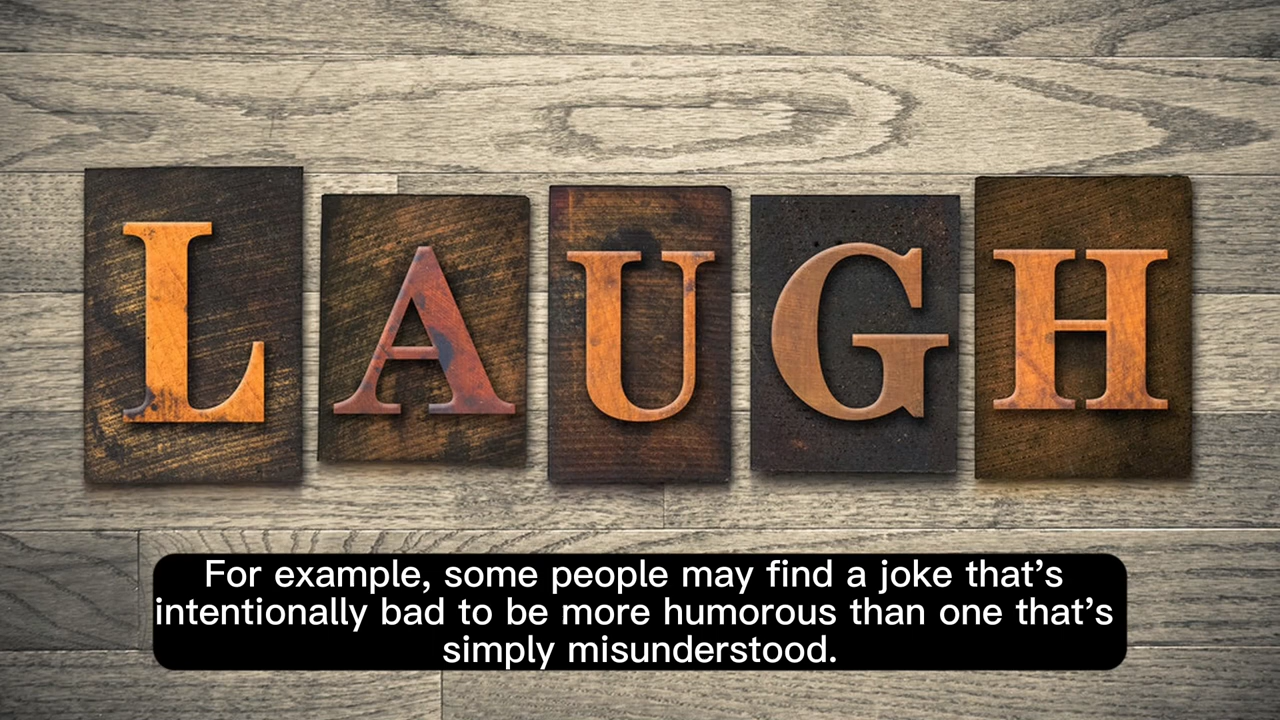 LAUGH
For example, some people may find a joke that’s
intentionally bad to be more humorous than one that’s
simply misunderstood.